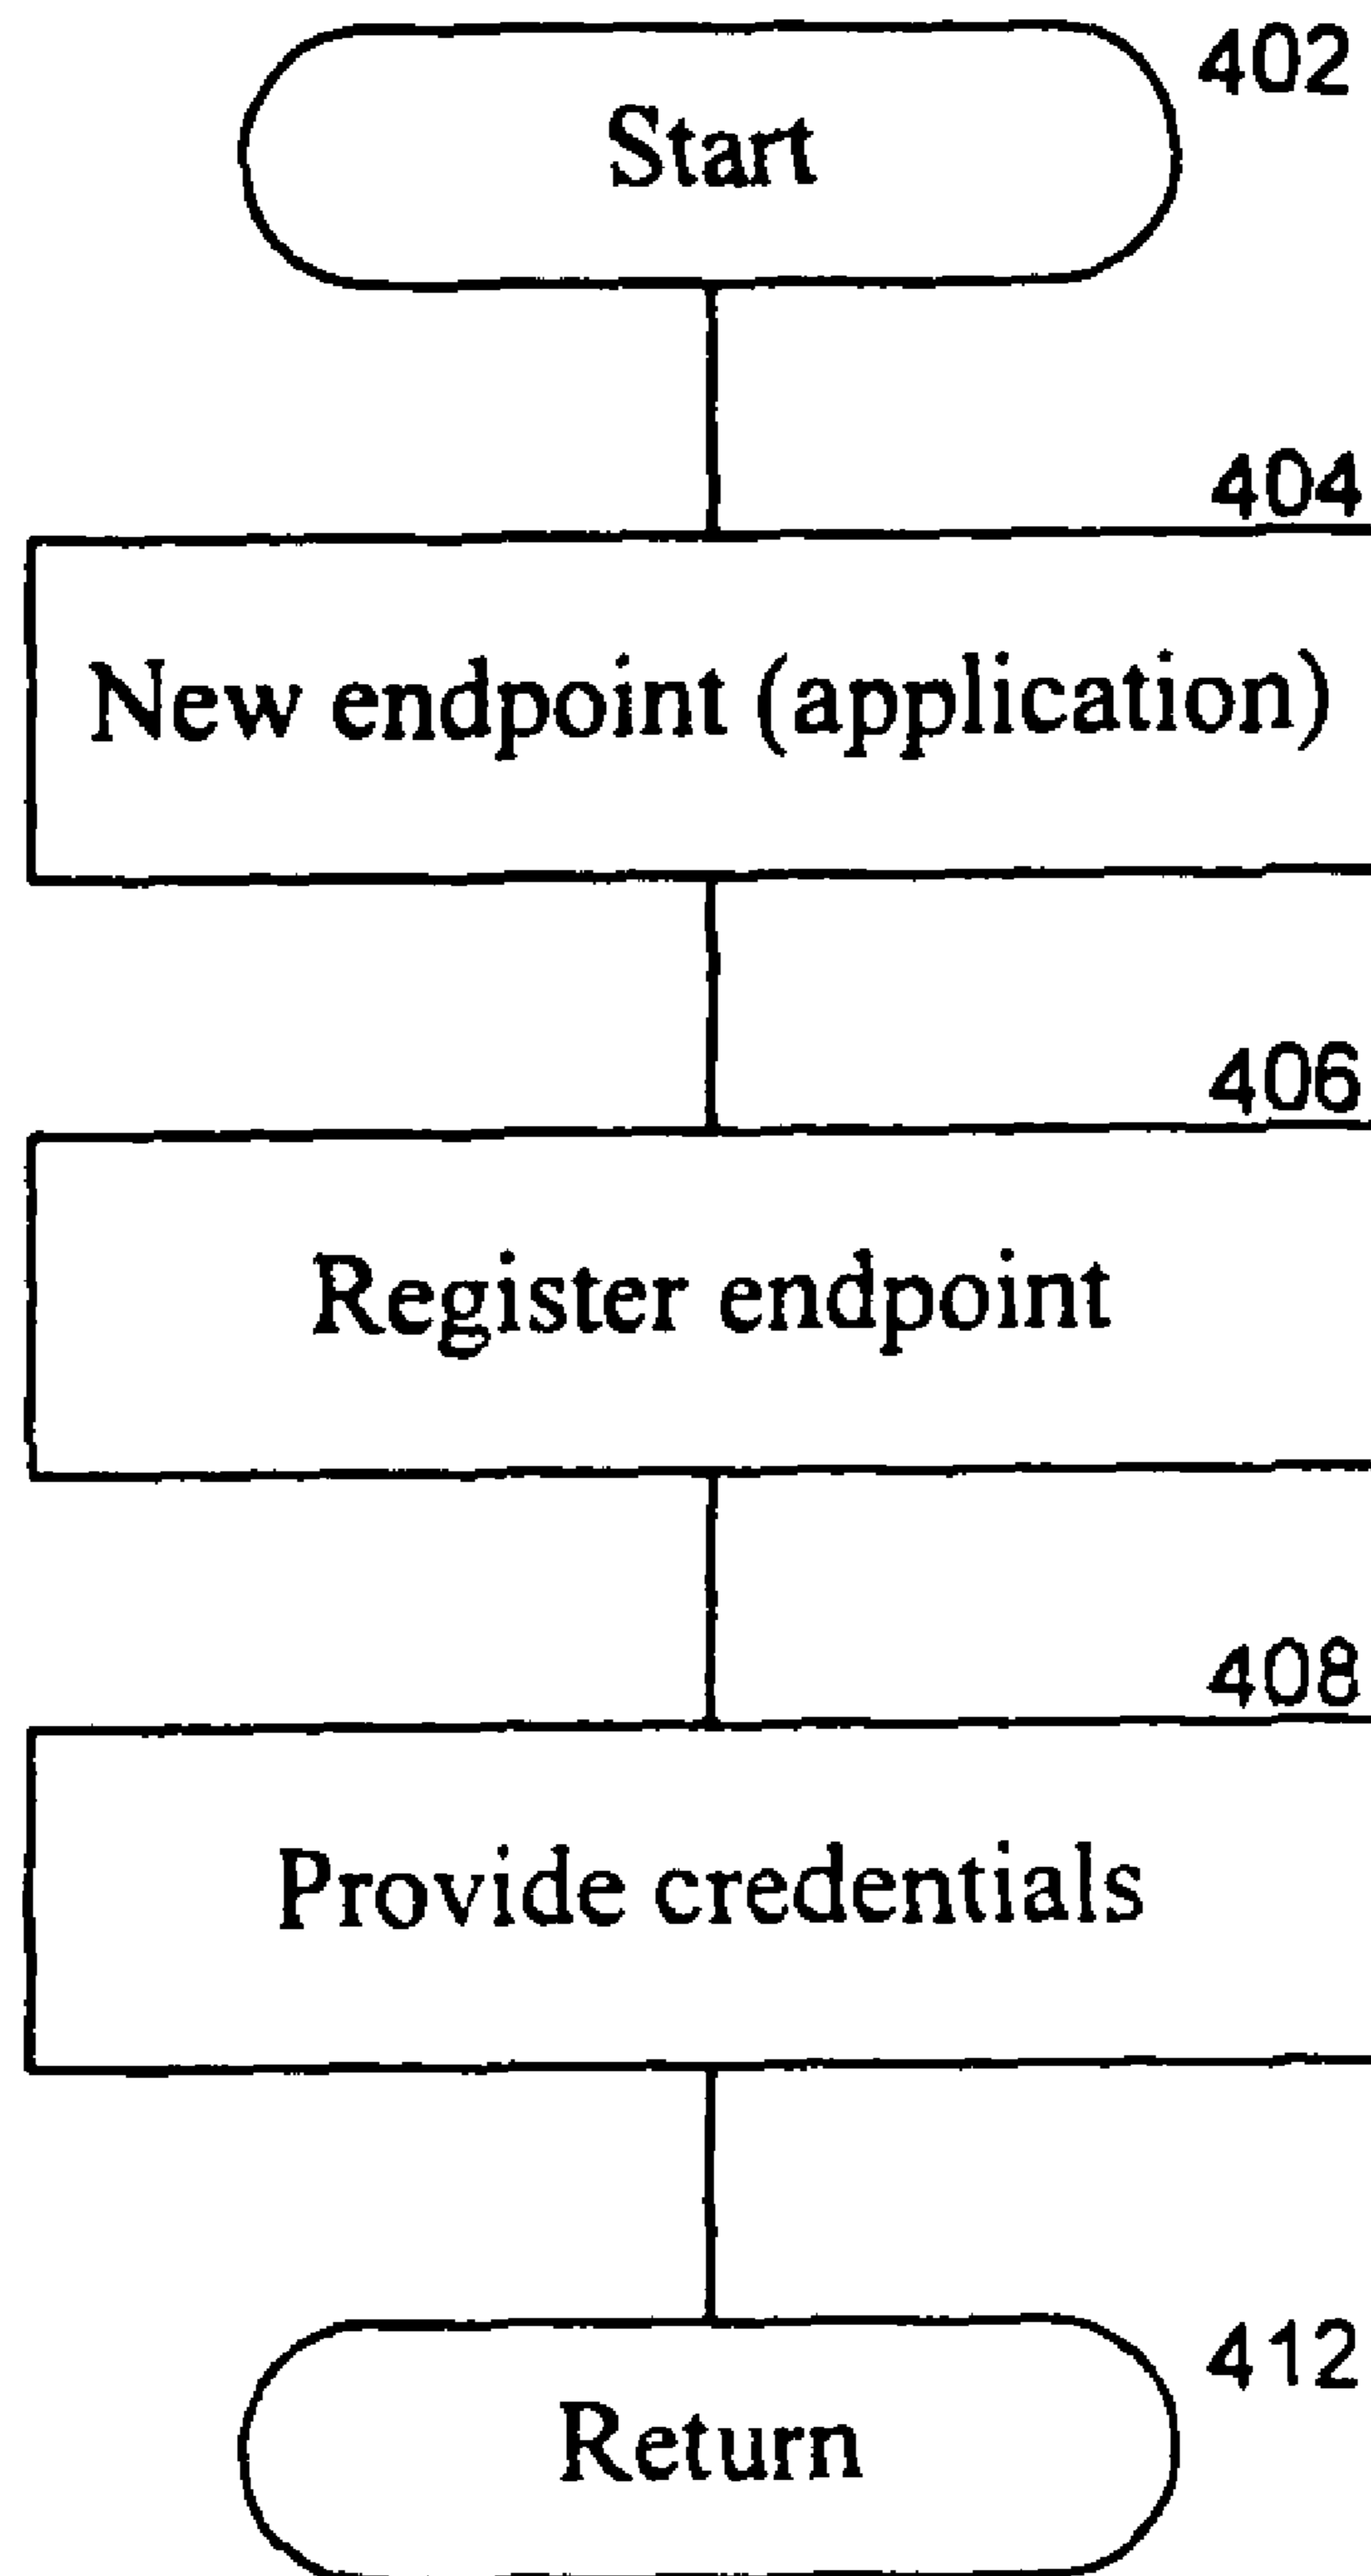 402
Start
404
New endpoint (application)
406
Register endpoint
408
Provide credentials
412
Return